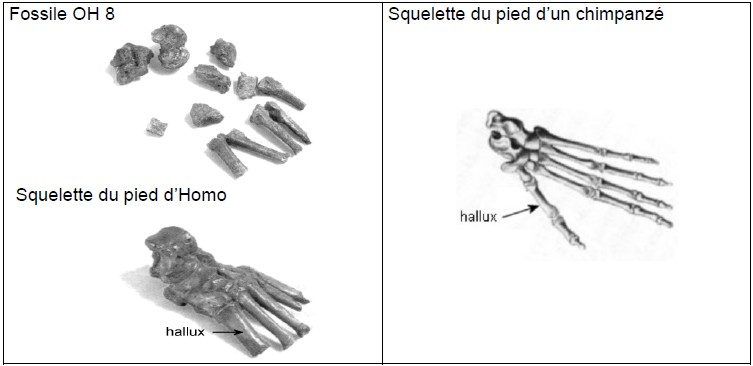 Fossile OH 8
Squelette du pied d'Homo
hallux
Squelette du pied d'un chimpanzé
hallux